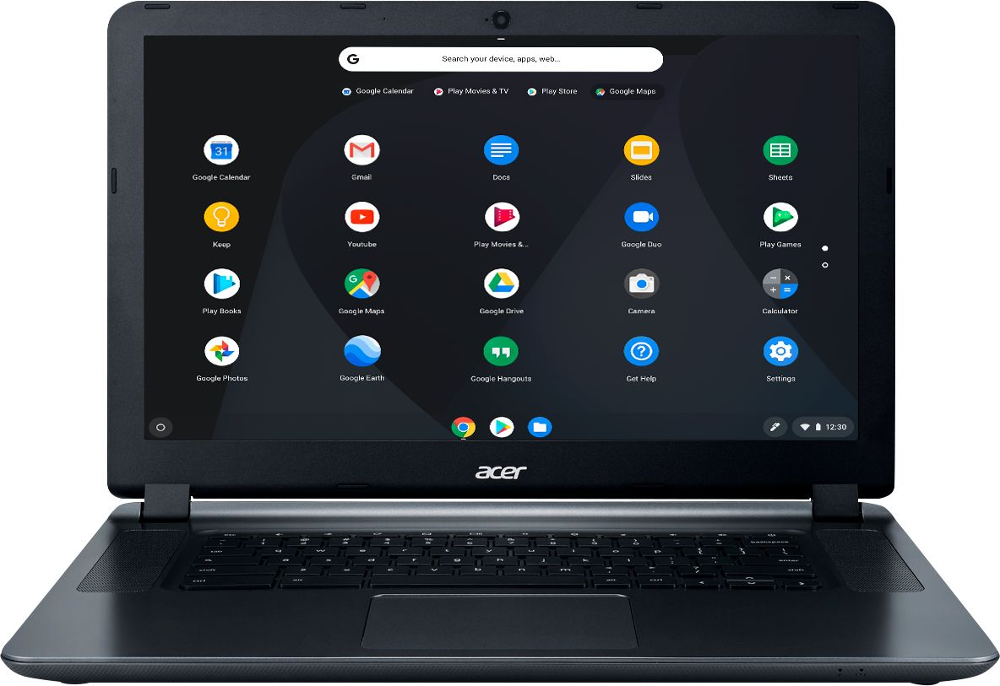 Search your device, apps, web...
Google Calendar Play Movies & TV Play Store Google Maps
31
Google Calendar Gmail Docs Slides Sheets
Keep Youtube Play Movies &... Google Duo Play Games
G
Play Books Google Maps Google Drive Camera Calculator
Google Photos Google Earth Google Hangouts Get Help Settings
12:30
acer
esc
backspace
tab q w e r t y u i o p
a s d f g h j k l enter
shift z x c v b n m shift
ctrl alt alt ctrl